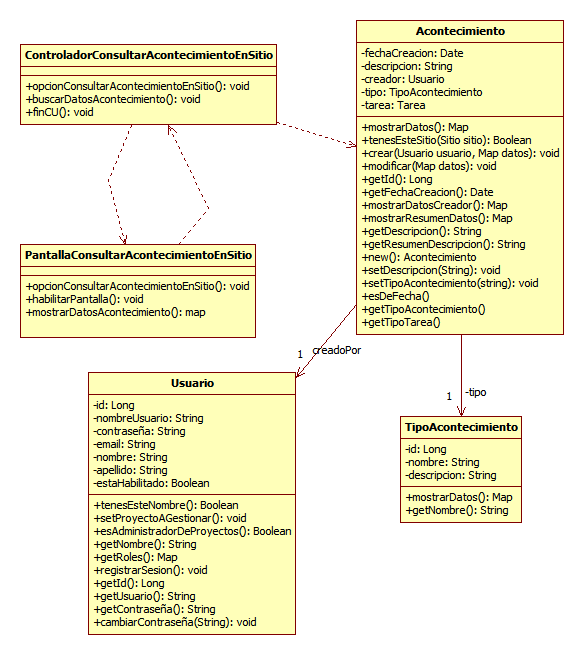 ControladorConsultarAcontecimientoEnSitio
+opcionConsultarAcontecimientoEnSitio(): void
+buscarDatosAcontecimiento(): void
+finCU(): void
Acontecimiento
-fechaCreacion: Date
-descripcion: String
-creador: Usuario
-tipo: TipoAcontecimiento
-tarea: Tarea
+mostrarDatos(): Map
+tenesEsteSitio(Sitio sitio): Boolean
+crear(Usuario usuario, Map datos): void
+modificar(Map datos): void
+getId(): Long
+getFechaCreacion(): Date
+mostrarDatosCreador(): Map
+mostrarResumenDatos(): Map
+getDescripcion(): String
+getResumenDescripcion(): String
+new(): Acontecimiento
+setDescripcion(String): void
+setTipoAcontecimiento(string): void
+esDeFecha()
+getTipoAcontecimiento()
+getTipoTarea()
PantallaConsultarAcontecimientoEnSitio
+opcionConsultarAcontecimientoEnSitio(): void
+habilitarPantalla(): void
+mostrarDatosAcontecimiento(): map
1
creadoPor
1
-tipo
Usuario
-id: Long
-nombreUsuario: String
-contraseña: String
-email: String
-nombre: String
-apellido: String
-estaHabilitado: Boolean
+tenesEsteNombre(): Boolean
+setProyectoAGestionar(): void
+esAdministradorDeProyectos(): Boolean
+getNombre(): String
+getRoles(): Map
+registrarSesion(): void
+getId(): Long
+getUsuario(): String
+getContraseña(): String
+cambiarContraseña(String): void
TipoAcontecimiento
-id: Long
-nombre: String
-descripcion: String
+mostrarDatos(): Map
+getNombre(): String